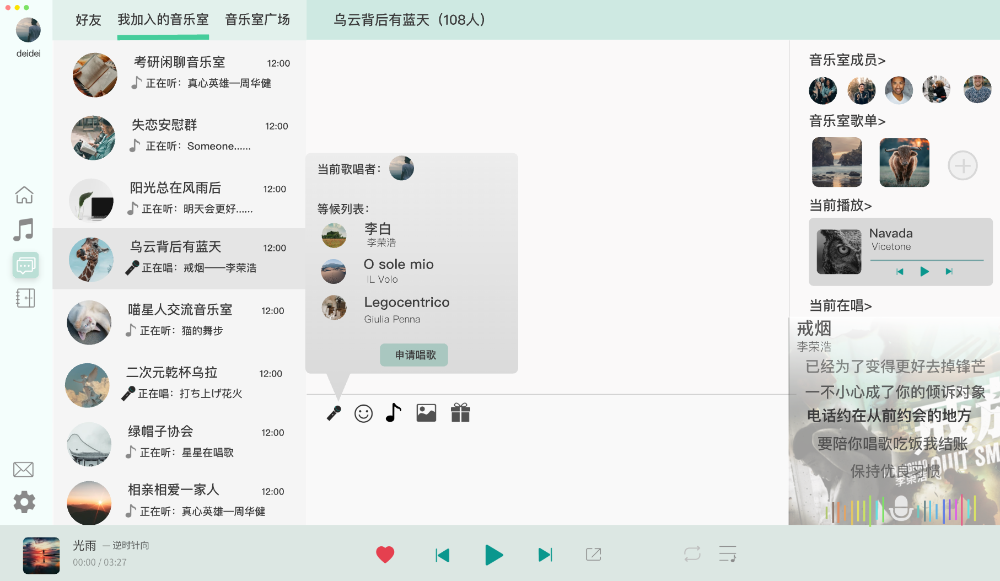 deidei
好友
我加入的音乐室
音乐室广场
乌云背后有蓝天（108人）
考研闲聊音乐室
12:00
正在听：真心英雄—周华健
失恋安慰群
12:00
正在听：Someone......
阳光总在风雨后
12:00
正在听：明天会更好......
乌云背后有蓝天
12:00
正在唱：戒烟——李荣浩
喵星人交流音乐室
12:00
正在听：猫的舞步
二次元乾杯乌拉
12:00
正在唱：打ち上げ花火
绿帽子协会
12:00
正在听：星星在唱歌
相亲相爱一家人
12:00
正在听：真心英雄—周华健
当前歌唱者：
等候列表：
李白
李荣浩
O sole mio
IL Volo
Legocentrico
Giulia Penna
申请唱歌
音乐室成员>
音乐室歌单>
当前播放>
Navada
Vicetone
当前在唱>
戒烟
李荣浩
已经为了变得更好去掉锋芒
一不小心成了你的倾诉对象
电话约在从前约会的地方
要陪你唱歌吃饭我结账
保持优良习惯
李荣浩
QUIT SM
光雨 — 逆时针向
00:00 / 03:27